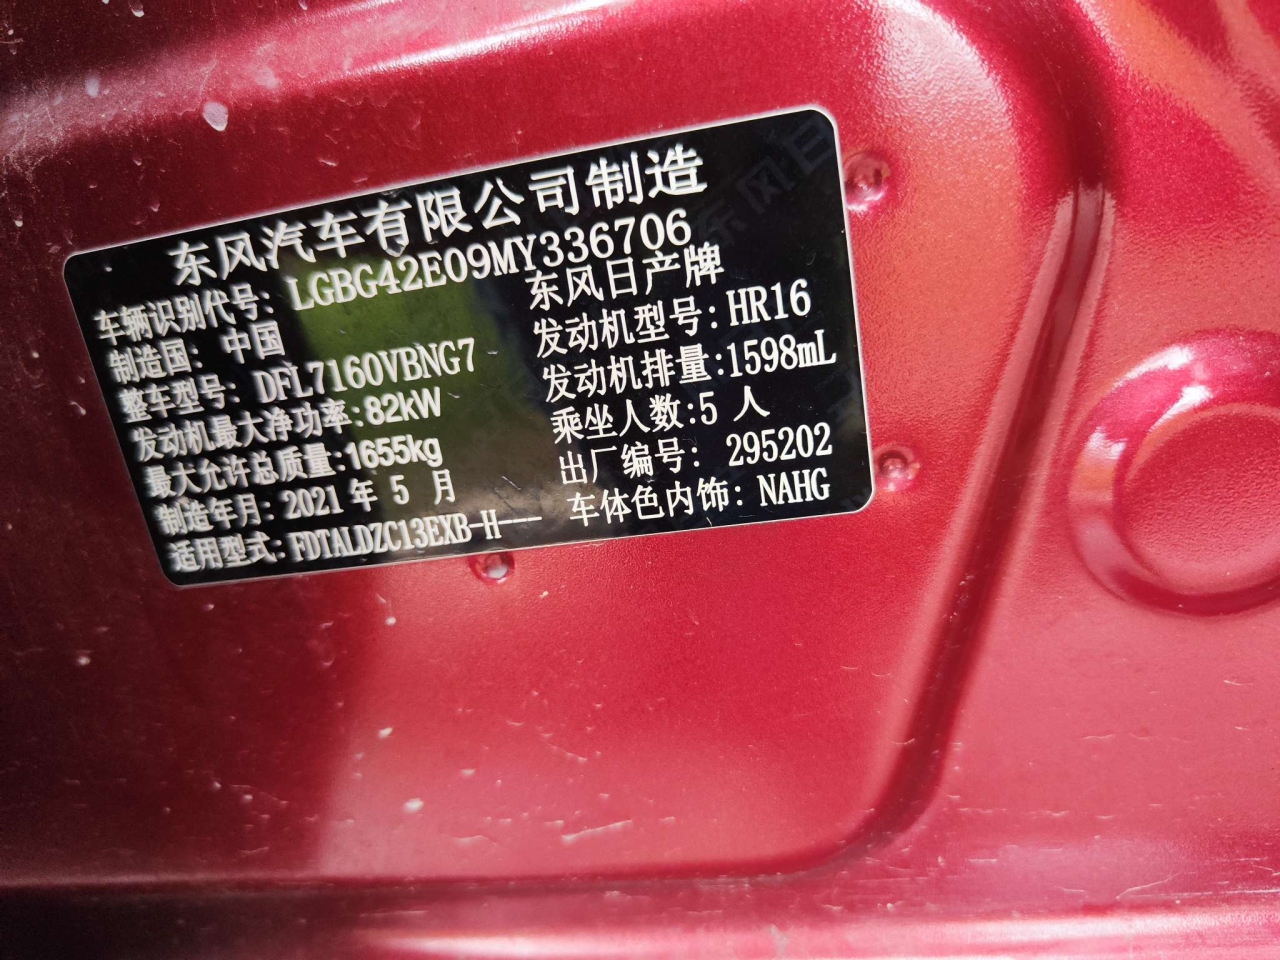 东风汽车有限公司制造
车辆识别代号: LGBG42E09MY336706
制造国: 中国 东风日产牌
整车型号: DFL7160VBNG7 发动机型号: HR16
发动机最大净功率:82kW 发动机排量:1598mL
最大允许总质量:1655kg 乘坐人数:5 人
制造年月: 2021 年 5 月 出厂编号: 295202
适用型式: FDTALDZC13EXB-H--- 车体色内饰: NAHG
东风日